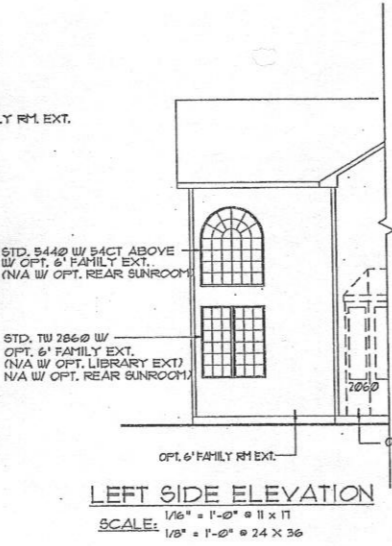 Y RM. EXT.
STD. 5440 W/ 54CT ABOVE
W/ OPT. 6' FAMILY EXT.
(N/A W/ OPT. REAR SUNROOM)
STD. TW 2860 W/
OPT. 6' FAMILY EXT.
(N/A W/ OPT. LIBRARY EXT)
N/A W/ OPT. REAR SUNROOM)
2060
OPT. 6' FAMILY RM EXT.
LEFT SIDE ELEVATION
SCALE: 1/16" = 1'-0" @ 11 x 17
1/8" = 1'-0" @ 24 X 36